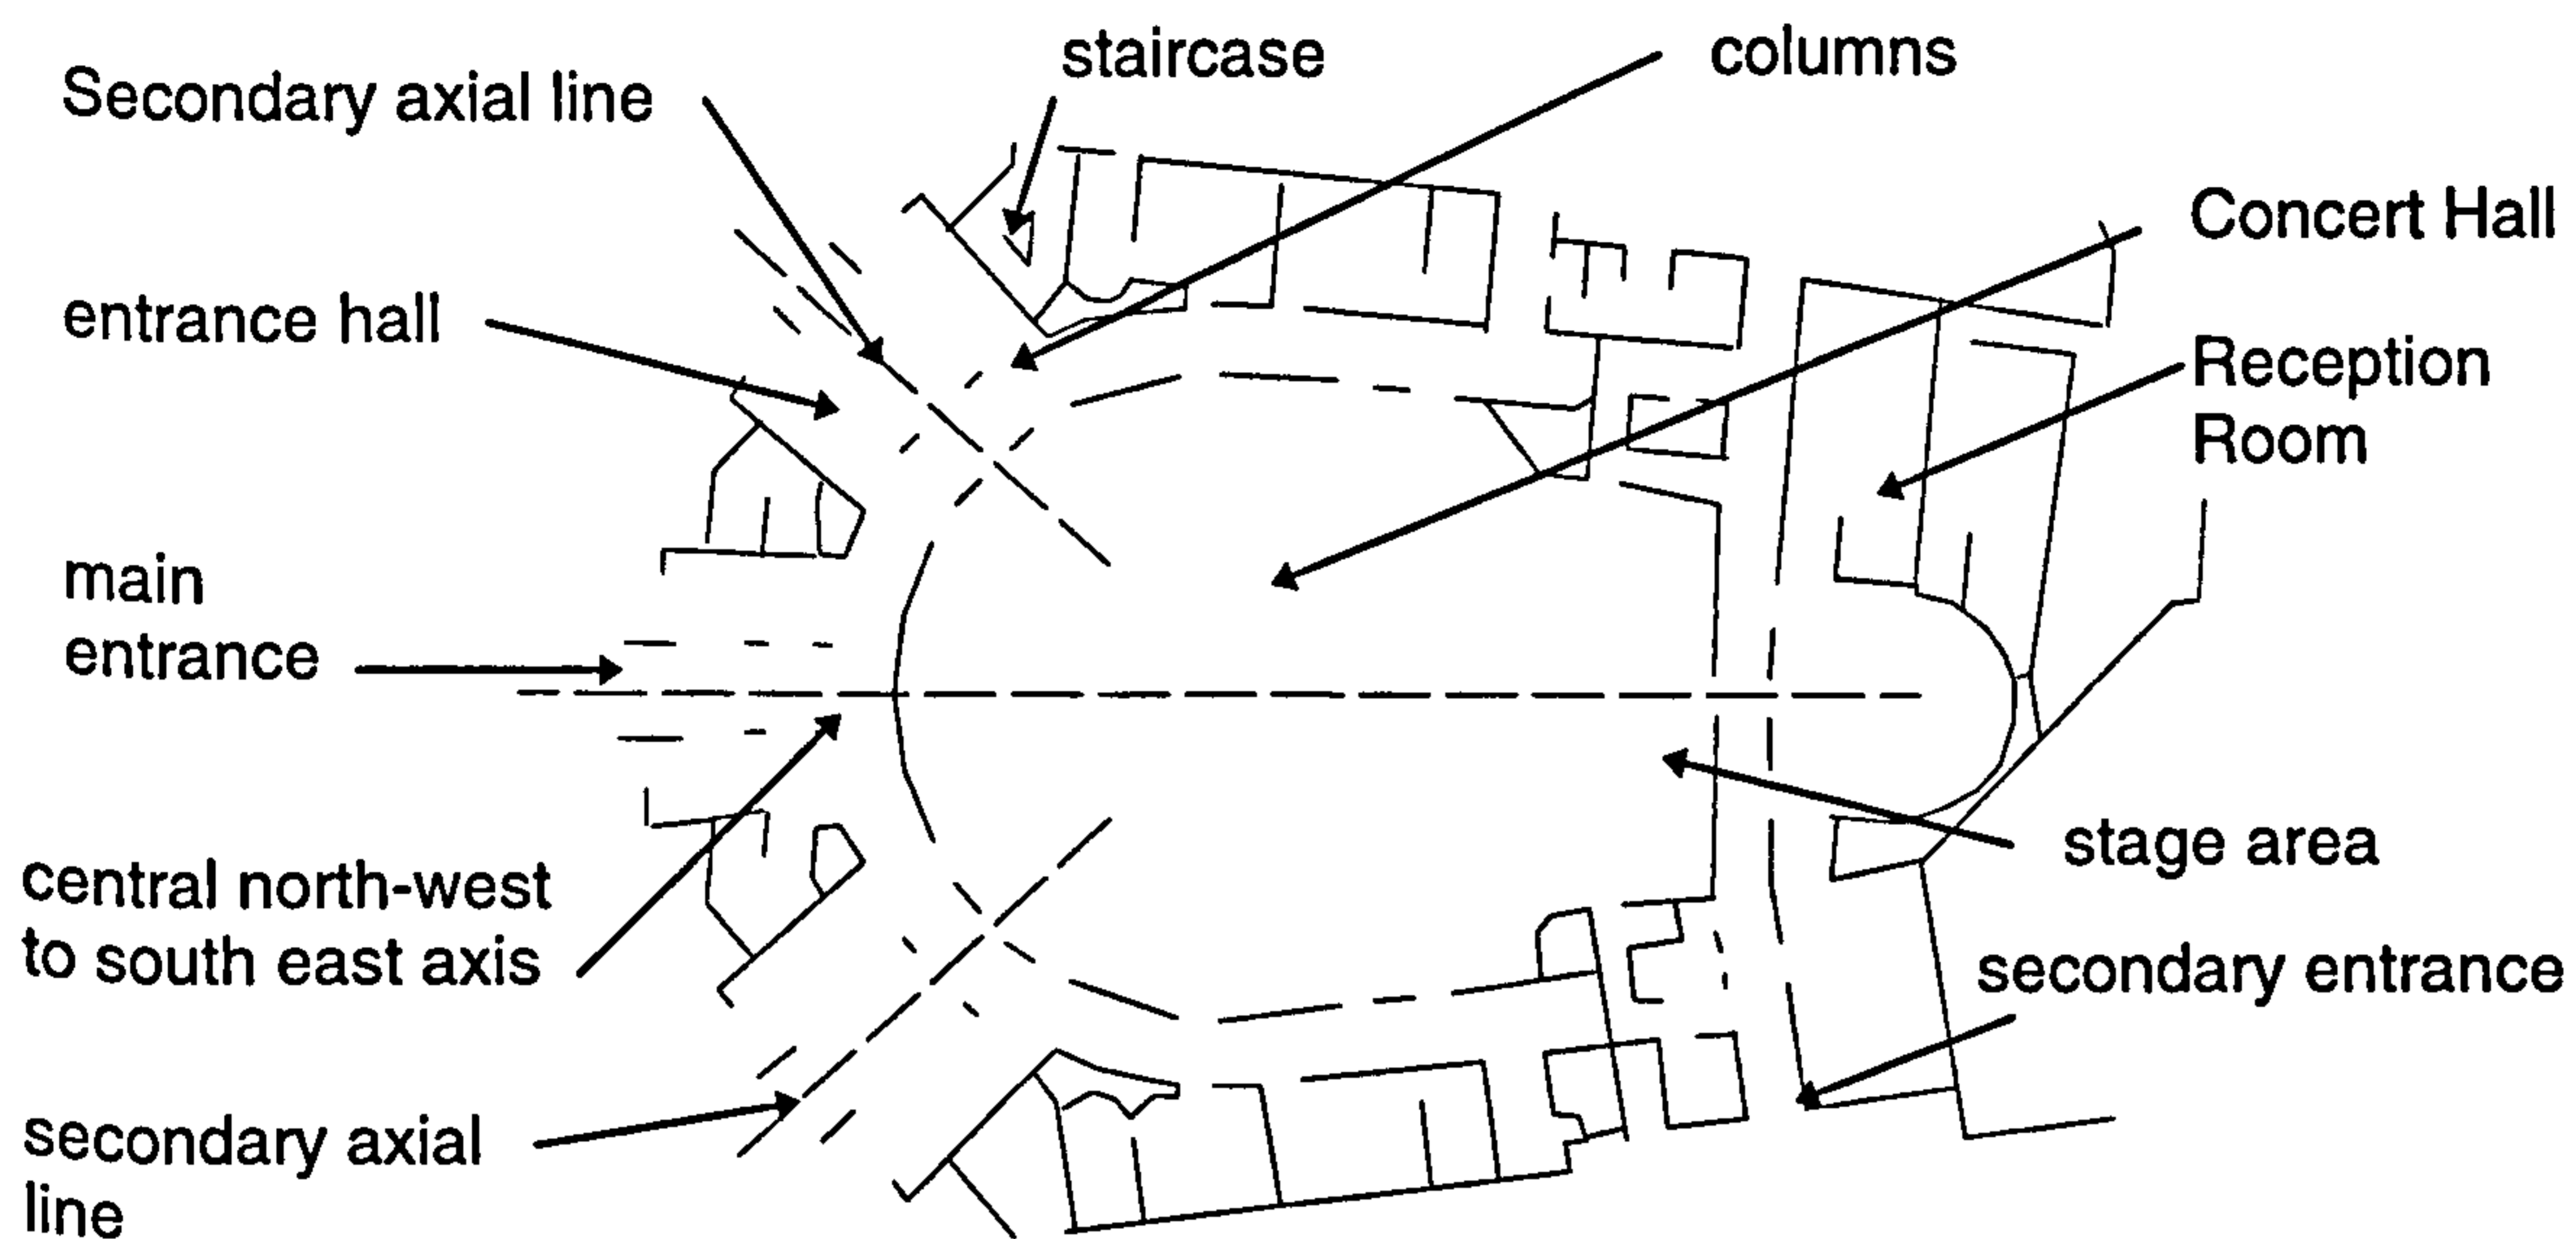 staircase
columns
Secondary axial line
Concert Hall
entrance hall
Reception
Room
main
entrance
stage area
central north-west
to south east axis
secondary entrance
secondary axial
line